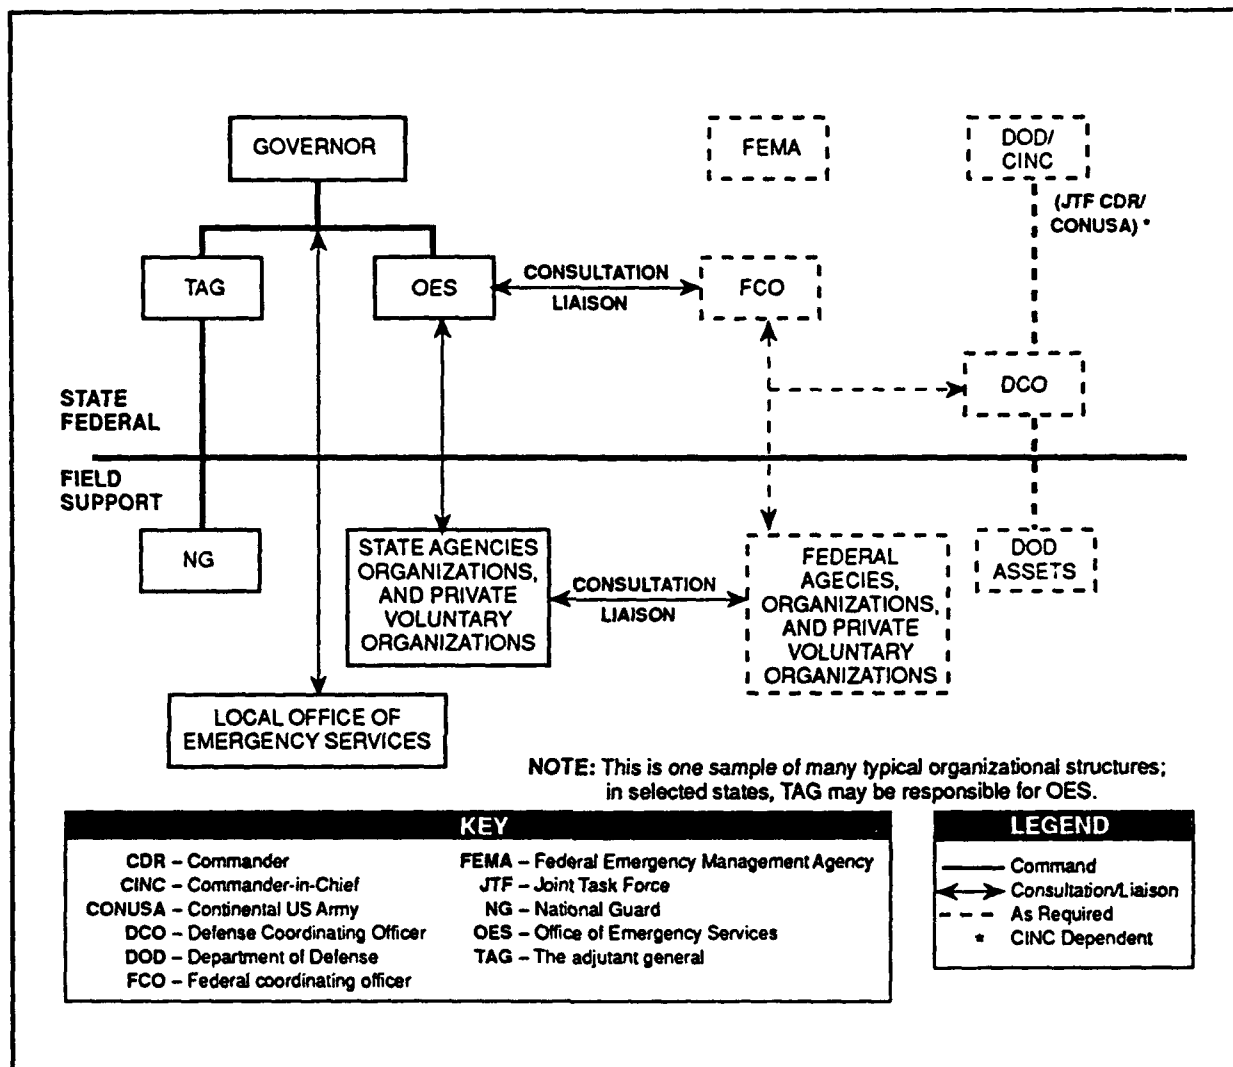 GOVERNOR
FEMA
DOD/
CINC
(JTF CDR/
CONUSA) *
TAG
OES
CONSULTATION
LIAISON
FCO
DCO
STATE
FEDERAL
FIELD
SUPPORT
NG
STATE AGENCIES
ORGANIZATIONS,
AND PRIVATE
VOLUNTARY
ORGANIZATIONS
CONSULTATION
LIAISON
FEDERAL
AGECIES,
ORGANIZATIONS,
AND PRIVATE
VOLUNTARY
ORGANIZATIONS
DOD
ASSETS
LOCAL OFFICE OF
EMERGENCY SERVICES
NOTE: This is one sample of many typical organizational structures;
in selected states, TAG may be responsible for OES.
KEY
CDR – Commander
CINC – Commander-in-Chief
CONUSA – Continental US Army
DCO – Defense Coordinating Officer
DOD – Department of Defense
FCO – Federal coordinating officer
FEMA – Federal Emergency Management Agency
JTF – Joint Task Force
NG – National Guard
OES – Office of Emergency Services
TAG – The adjutant general
LEGEND
Command
Consultation/Liaison
As Required
* CINC Dependent